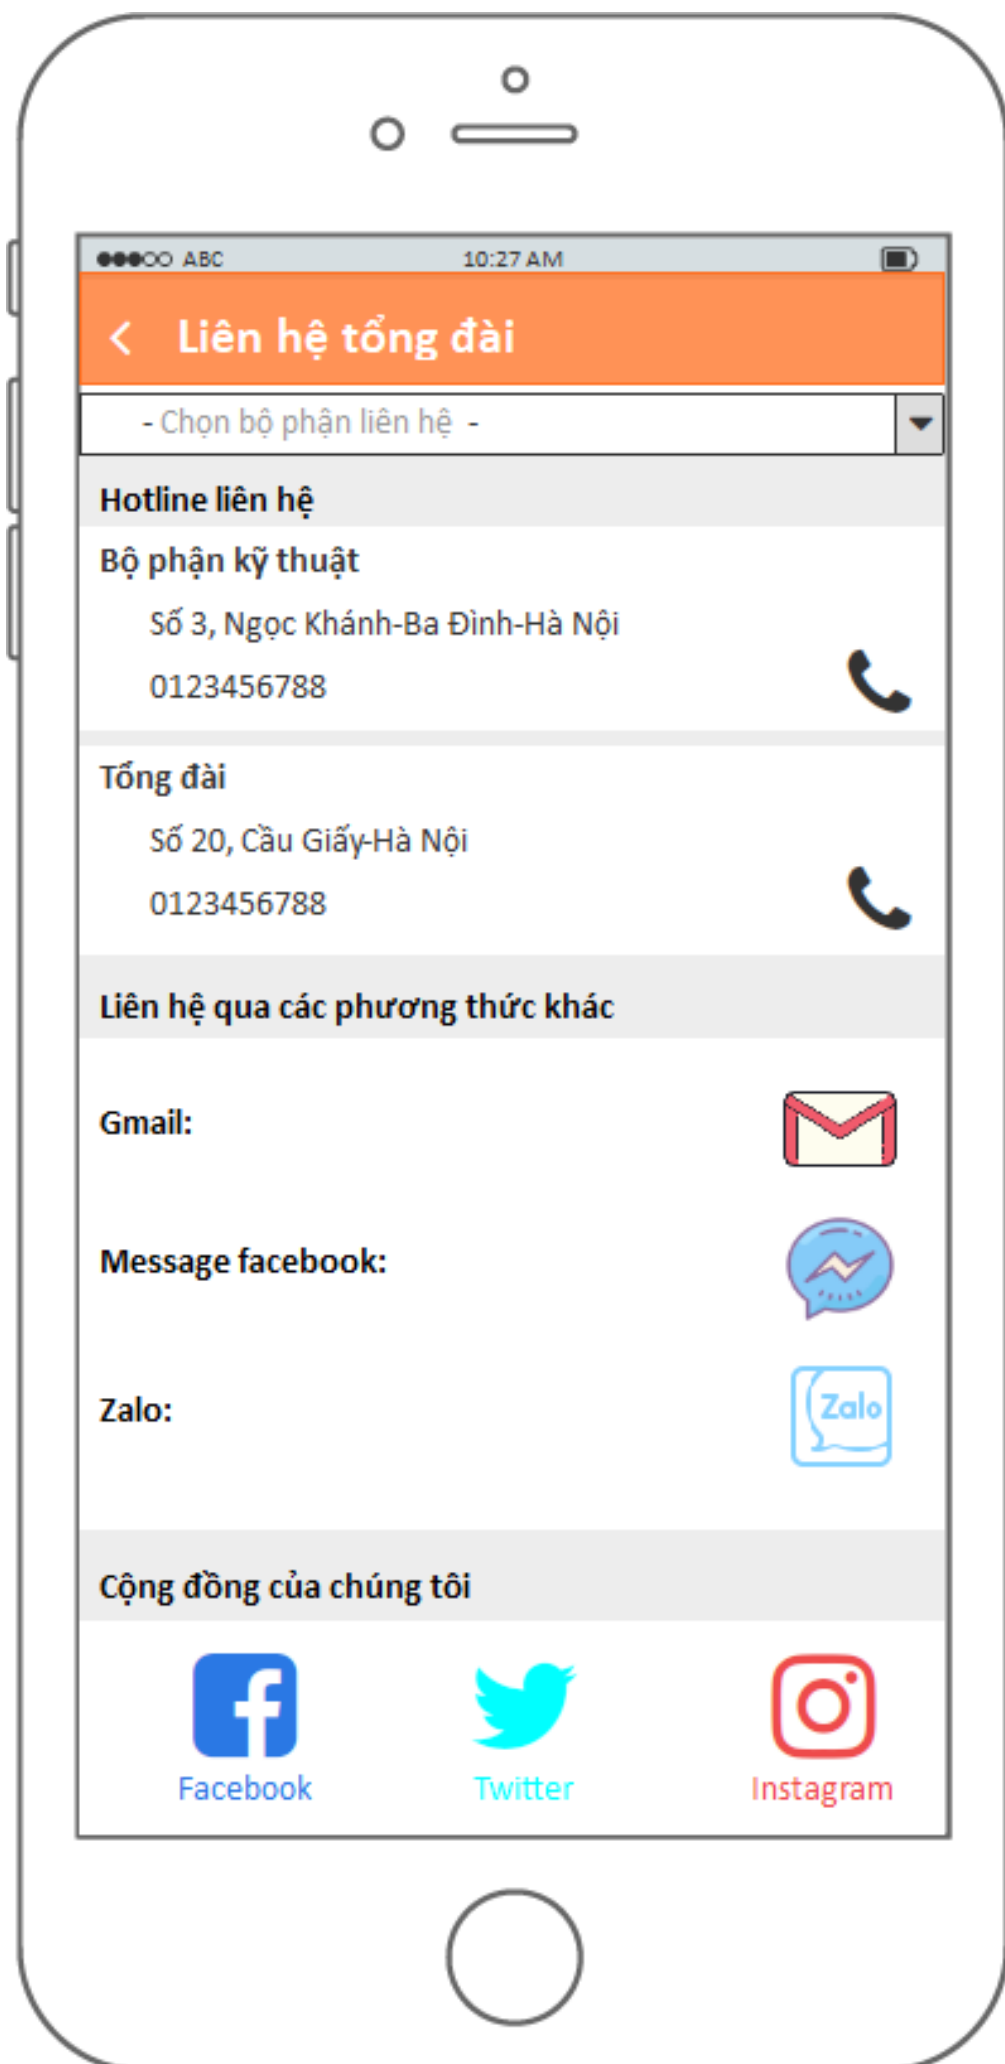 ABC 10:27 AM
Liên hệ tổng đài
- Chọn bộ phận liên hệ -
Hotline liên hệ
Bộ phận kỹ thuật
Số 3, Ngọc Khánh-Ba Đình-Hà Nội
0123456788
Tổng đài
Số 20, Cầu Giấy-Hà Nội
0123456788
Liên hệ qua các phương thức khác
Gmail:
Message facebook:
Zalo:
Zalo
Cộng đồng của chúng tôi
Facebook Twitter Instagram